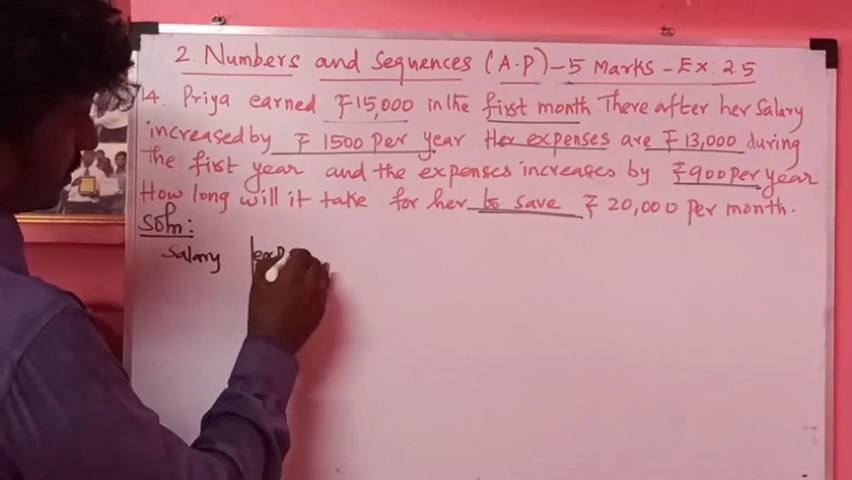 2. Numbers and Sequences (A.P) - 5 Marks - Ex: 2.5
14. Priya earned ₹ 15,000 in the first month. There after her salary
increased by ₹ 1500 per year. Her expenses are ₹ 13,000 during
the first year and the expenses increases by ₹ 900 per year
How long will it take for her to save ₹ 20,000 per month.
Soln:
Salary exp